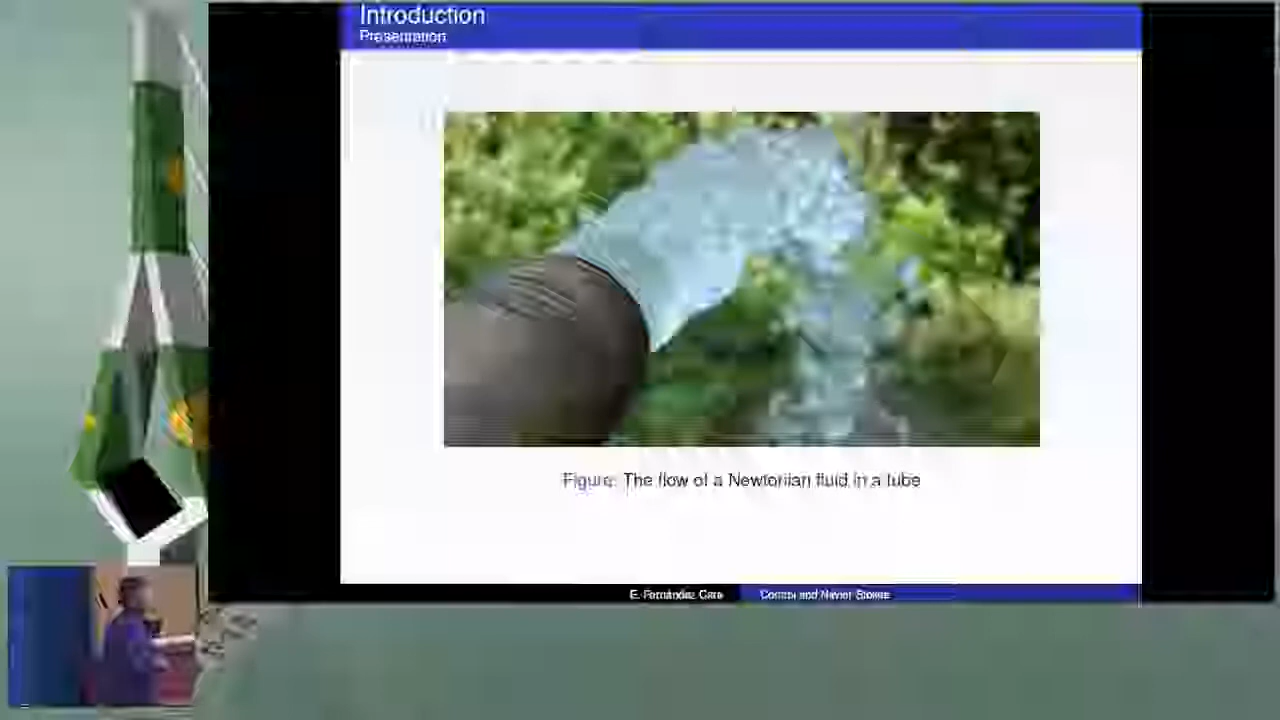 Introduction
Presentation
Figure: The flow of a Newtonian fluid in a tube
E. Fernández Cara
Control and Navier Stokes